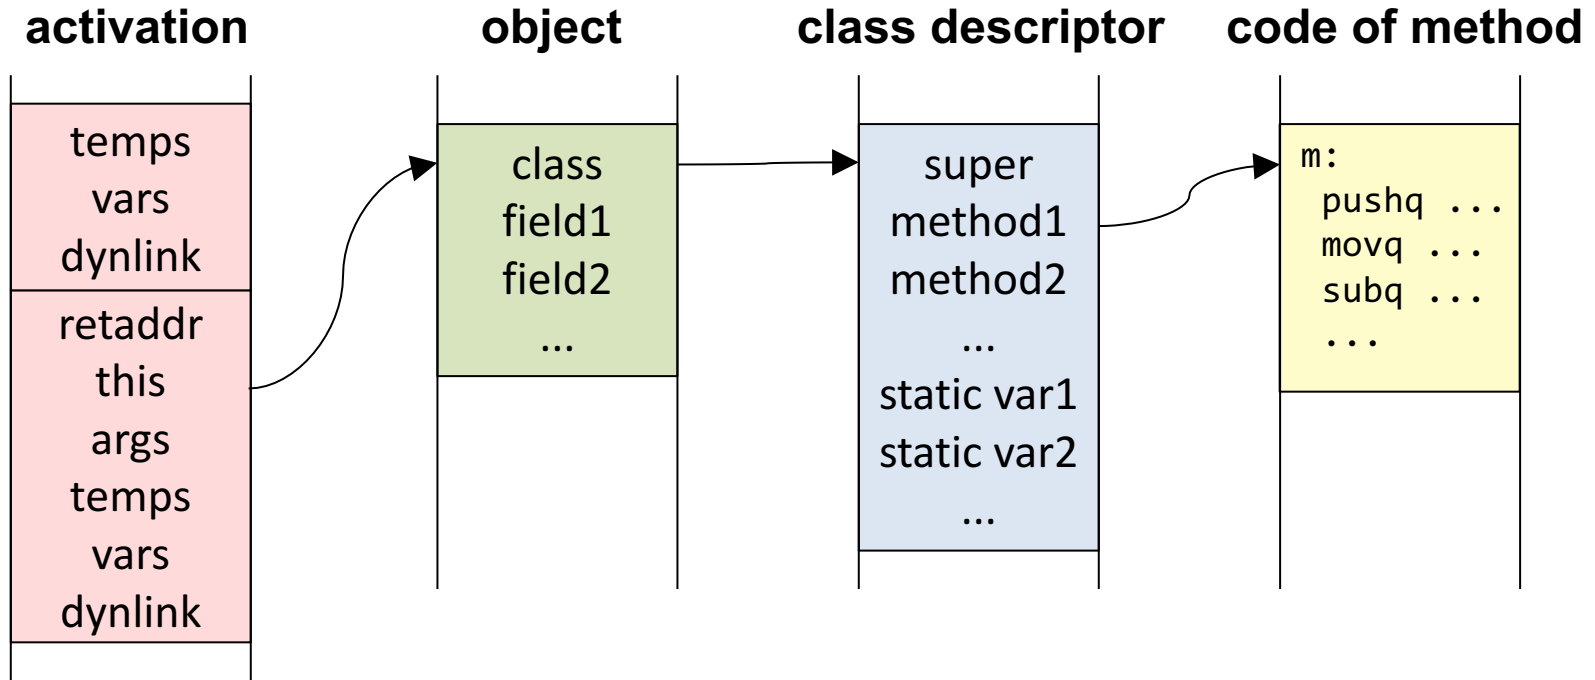 activation
object
class descriptor
code of method
temps
vars
dynlink
retaddr
this
args
temps
vars
dynlink
class
field1
field2
...
super
method1
method2
...
static var1
static var2
...
m:
pushq ...
movq ...
subq ...
...